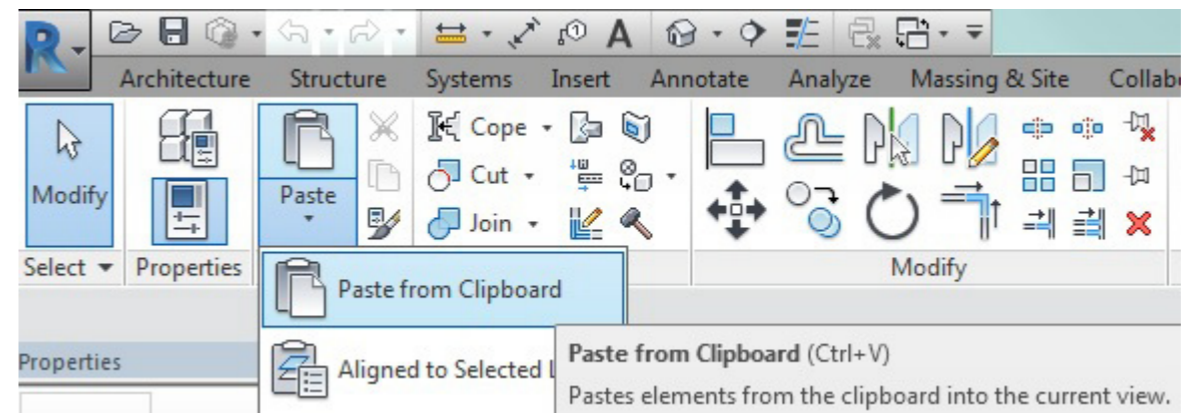 Architecture Structure Systems Insert Annotate Analyze Massing & Site
Modify Paste Cope Cut Join
Select Properties Modify
Paste from Clipboard
Properties
Aligned to Selected
Paste from Clipboard (Ctrl+V)
Pastes elements from the clipboard into the current view.